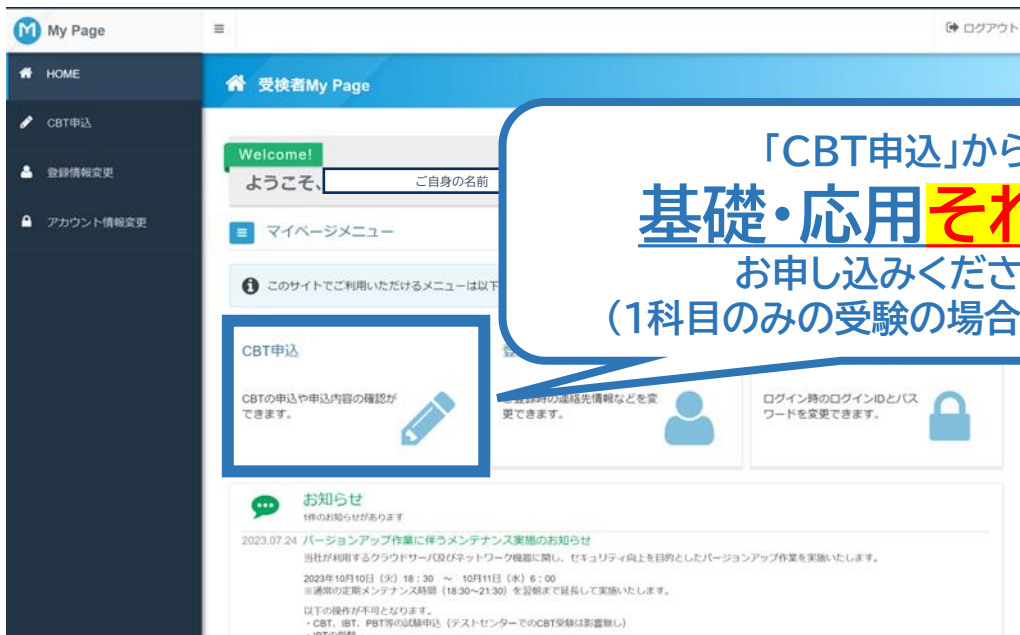 My Page
ログアウト
HOME
CBT申込
登録情報変更
アカウント情報変更
受検者My Page
「CBT申込」から
基礎・応用それ
お申し込みくださ
(1科目のみの受験の場合
Welcome!
ようこそ、 ご自身の名前
マイページメニュー
このサイトでご利用いただけるメニューは以下
CBT申込
CBTの申込や申込内容の確認が
できます。
ご登録時の連絡先情報などを変
更できます。
ログイン時のログインIDとパス
ワードを変更できます。
お知らせ
1件のお知らせがあります
2023.07.24 バージョンアップ作業に伴うメンテナンス実施のお知らせ
当社が利用するクラウドサーバ及びネットワーク機器に関し、セキュリティ向上を目的としたバージョンアップ作業を実施いたします。
2023年10月10日（火）18：30 ～ 10月11日（水）6：00
※通常の定期メンテナンス時間（18:30～21:30）を翌朝まで延長して実施いたします。
以下の操作が不可となります。
・CBT、IBT、PBT等の試験申込（テストセンターでのCBT受験は影響無し）
・IBTの受験